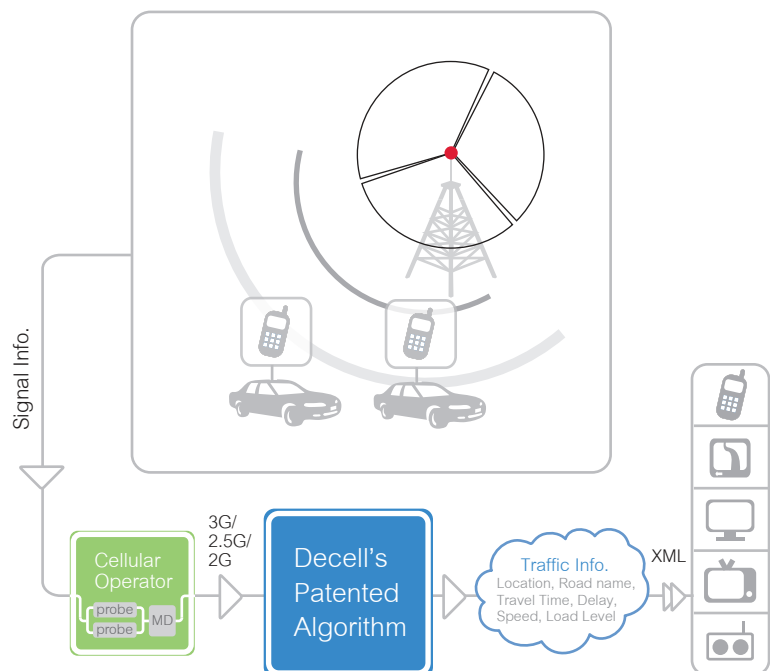 Signal Info.
Cellular
Operator
probe
probe
MD
3G/
2.5G/
2G
Decell's
Patented
Algorithm
Traffic Info.
Location, Road name,
Travel Time, Delay,
Speed, Load Level
XML